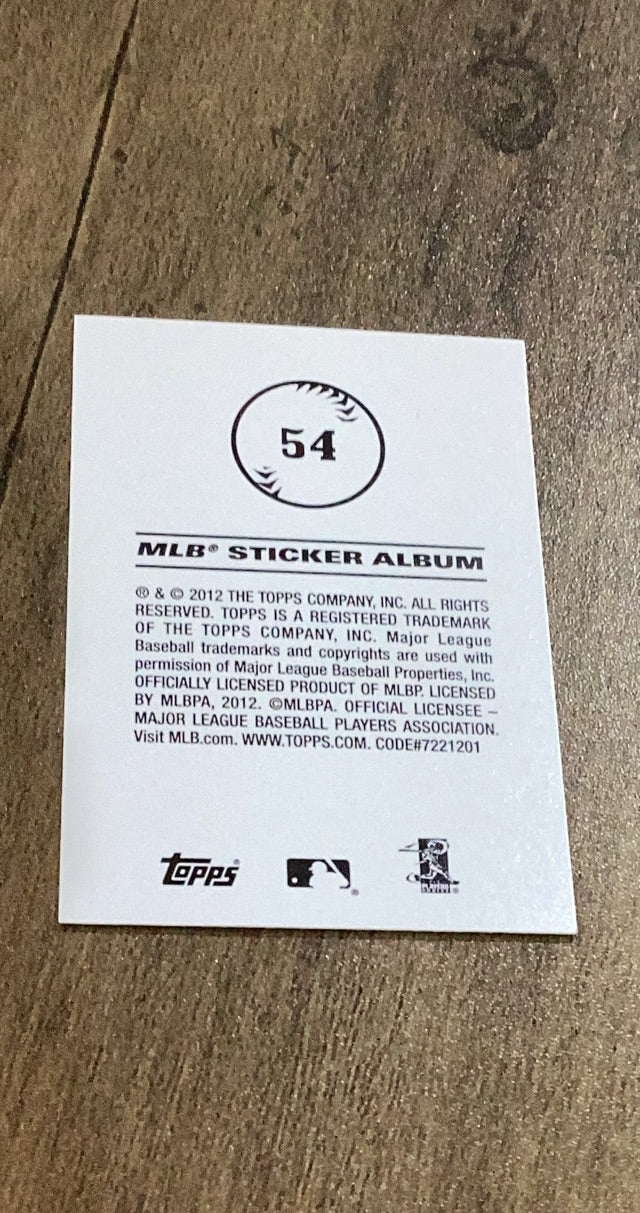 54
MLB® STICKER ALBUM
® & © 2012 THE TOPPS COMPANY, INC. ALL RIGHTS
RESERVED. TOPPS IS A REGISTERED TRADEMARK
OF THE TOPPS COMPANY, INC. Major League
Baseball trademarks and copyrights are used with
permission of Major League Baseball Properties, Inc.
OFFICIALLY LICENSED PRODUCT OF MLBP. LICENSED
BY MLBPA, 2012. ©MLBPA. OFFICIAL LICENSEE –
MAJOR LEAGUE BASEBALL PLAYERS ASSOCIATION.
Visit MLB.com. WWW.TOPPS.COM. CODE#7221201
topps®
®
PLAYERS
®